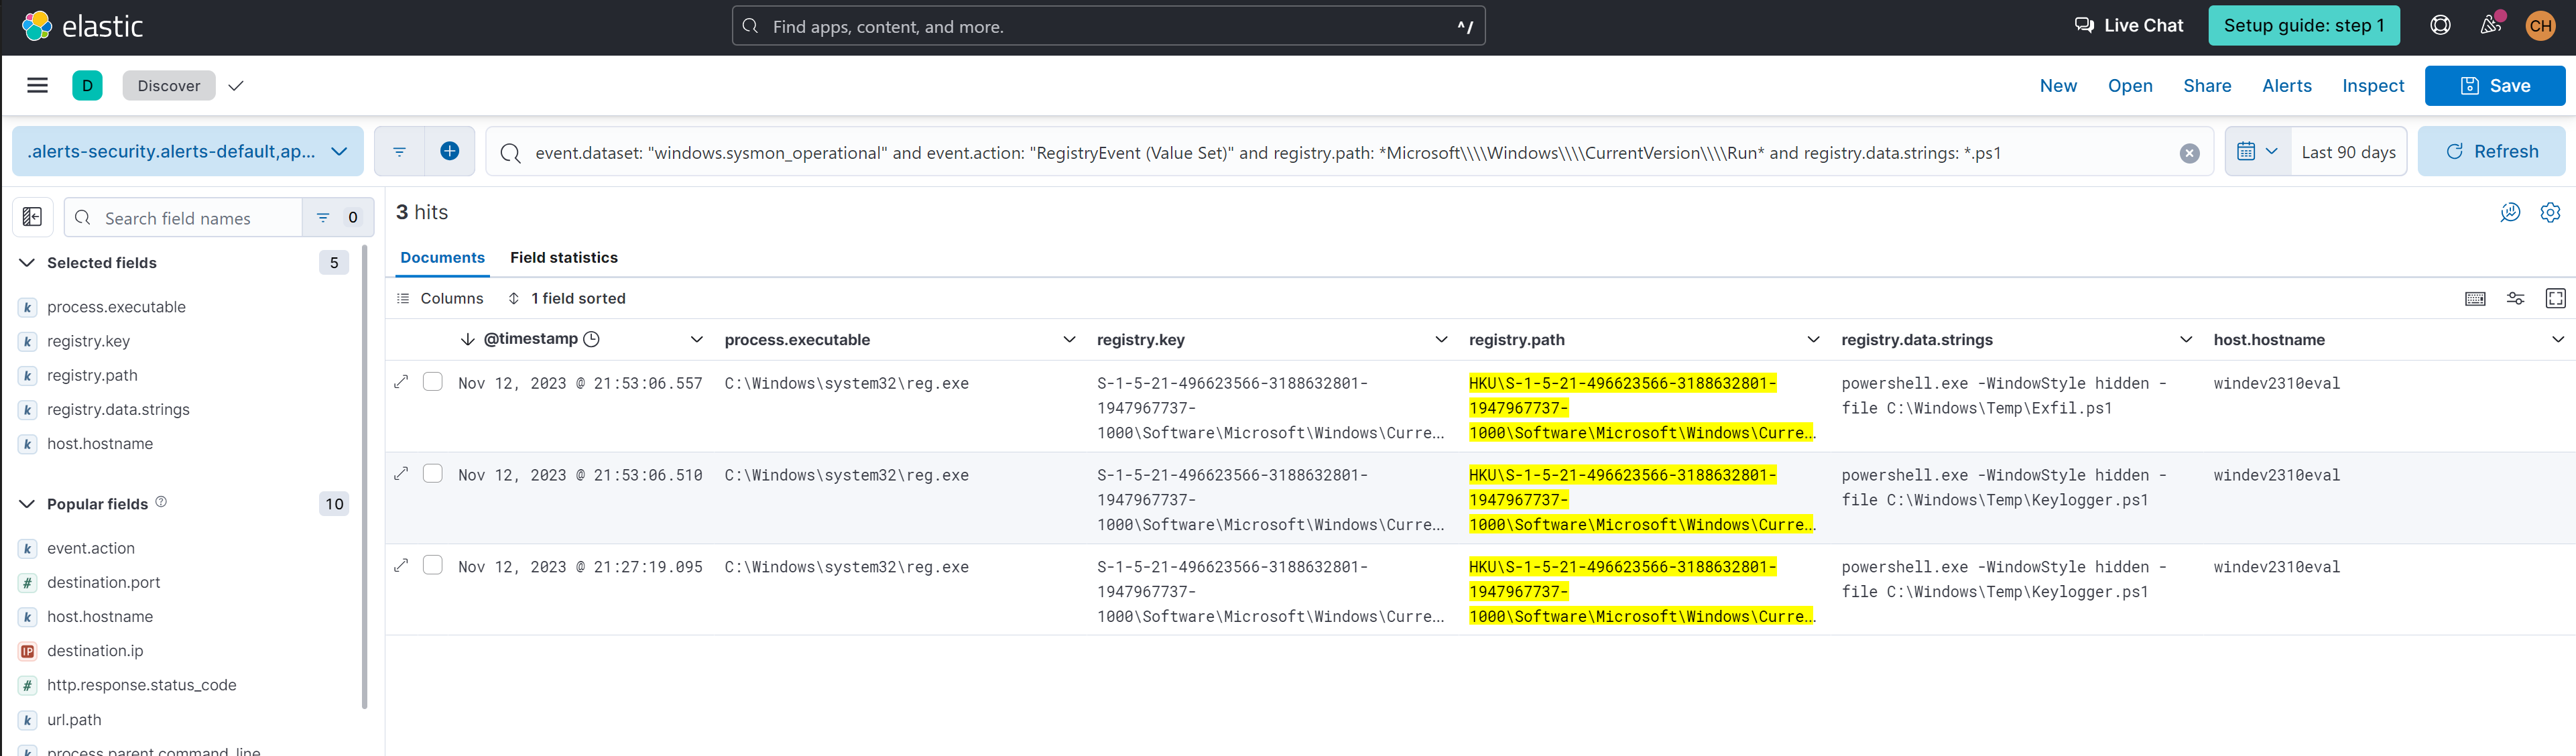 elastic
Find apps, content, and more.
^/
Live Chat
Setup guide: step 1
CH
D
Discover
New
Open
Share
Alerts
Inspect
Save
.alerts-security.alerts-default,ap...
event.dataset: "windows.sysmon_operational" and event.action: "RegistryEvent (Value Set)" and registry.path: *Microsoft\\\\Windows\\\\CurrentVersion\\\\Run* and registry.data.strings: *.ps1
Last 90 days
Refresh
Search field names
0
3 hits
Selected fields
5
Documents
Field statistics
k process.executable
k registry.key
k registry.path
k registry.data.strings
k host.hostname
Popular fields
10
k event.action
# destination.port
k host.hostname
IP destination.ip
# http.response.status_code
k url.path
k process.parent.command_line
Columns
1 field sorted
@timestamp
process.executable
registry.key
registry.path
registry.data.strings
host.hostname
Nov 12, 2023 @ 21:53:06.557
C:\Windows\system32\reg.exe
S-1-5-21-496623566-3188632801-
1947967737-
1000\Software\Microsoft\Windows\Curre...
HKU\S-1-5-21-496623566-3188632801-
1947967737-
1000\Software\Microsoft\Windows\Curre...
powershell.exe -WindowStyle hidden -
file C:\Windows\Temp\Exfil.ps1
windev2310eval
Nov 12, 2023 @ 21:53:06.510
C:\Windows\system32\reg.exe
S-1-5-21-496623566-3188632801-
1947967737-
1000\Software\Microsoft\Windows\Curre...
HKU\S-1-5-21-496623566-3188632801-
1947967737-
1000\Software\Microsoft\Windows\Curre...
powershell.exe -WindowStyle hidden -
file C:\Windows\Temp\Keylogger.ps1
windev2310eval
Nov 12, 2023 @ 21:27:19.095
C:\Windows\system32\reg.exe
S-1-5-21-496623566-3188632801-
1947967737-
1000\Software\Microsoft\Windows\Curre...
HKU\S-1-5-21-496623566-3188632801-
1947967737-
1000\Software\Microsoft\Windows\Curre...
powershell.exe -WindowStyle hidden -
file C:\Windows\Temp\Keylogger.ps1
windev2310eval